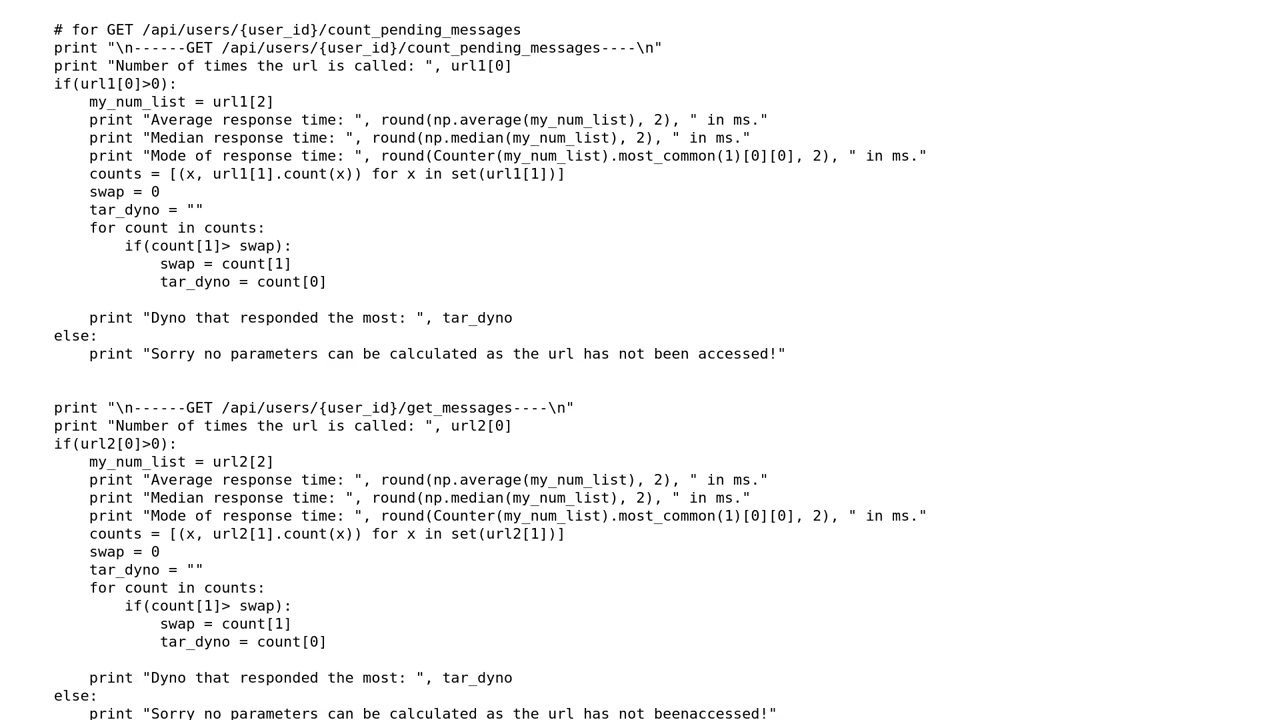 # for GET /api/users/{user_id}/count_pending_messages
print "\n------GET /api/users/{user_id}/count_pending_messages----\n"
print "Number of times the url is called: ", url1[0]
if(url1[0]>0):
    my_num_list = url1[2]
    print "Average response time: ", round(np.average(my_num_list), 2), " in ms."
    print "Median response time: ", round(np.median(my_num_list), 2), " in ms."
    print "Mode of response time: ", round(Counter(my_num_list).most_common(1)[0][0], 2), " in ms."
    counts = [(x, url1[1].count(x)) for x in set(url1[1])]
    swap = 0
    tar_dyno = ""
    for count in counts:
        if(count[1]> swap):
            swap = count[1]
            tar_dyno = count[0]

    print "Dyno that responded the most: ", tar_dyno
else:
    print "Sorry no parameters can be calculated as the url has not been accessed!"


print "\n------GET /api/users/{user_id}/get_messages----\n"
print "Number of times the url is called: ", url2[0]
if(url2[0]>0):
    my_num_list = url2[2]
    print "Average response time: ", round(np.average(my_num_list), 2), " in ms."
    print "Median response time: ", round(np.median(my_num_list), 2), " in ms."
    print "Mode of response time: ", round(Counter(my_num_list).most_common(1)[0][0], 2), " in ms."
    counts = [(x, url2[1].count(x)) for x in set(url2[1])]
    swap = 0
    tar_dyno = ""
    for count in counts:
        if(count[1]> swap):
            swap = count[1]
            tar_dyno = count[0]

    print "Dyno that responded the most: ", tar_dyno
else:
    print "Sorry no parameters can be calculated as the url has not beenaccessed!"